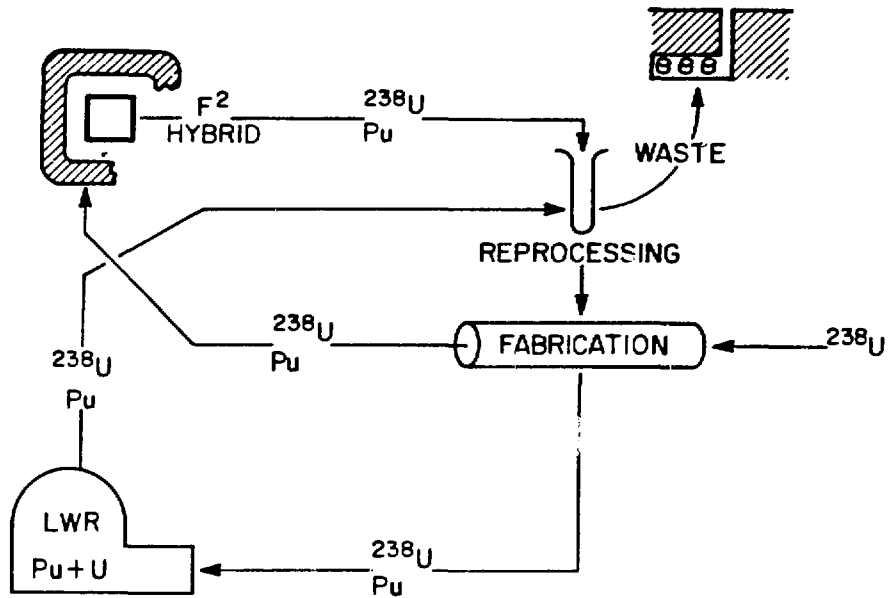 F² ²³⁸U
HYBRID Pu
WASTE
REPROCESSING
²³⁸U
Pu
FABRICATION
²³⁸U
²³⁸U
Pu
LWR
Pu+U
²³⁸U
Pu